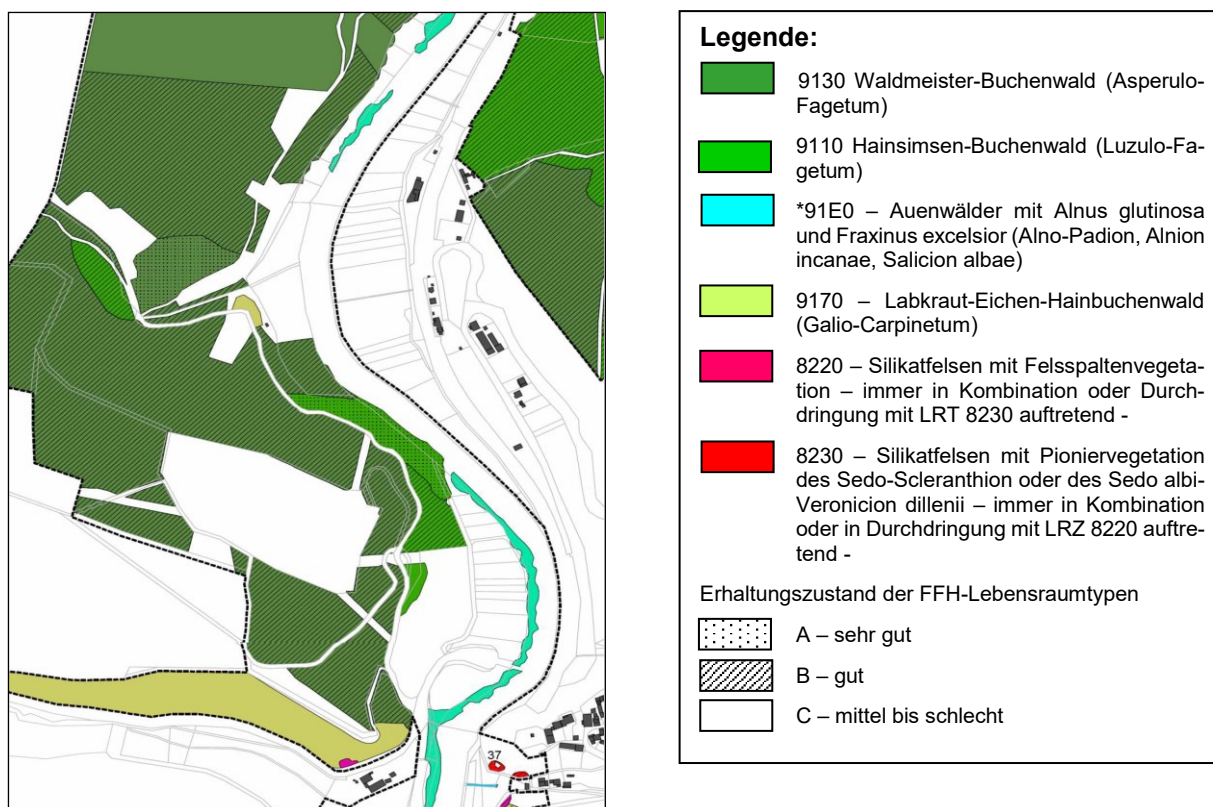 37
Legende:
9130 Waldmeister-Buchenwald (Asperulo-
Fagetum)
9110 Hainsimsen-Buchenwald (Luzulo-Fa-
getum)
*91E0 – Auenwälder mit Alnus glutinosa
und Fraxinus excelsior (Alno-Padion, Alnion
incanae, Salicion albae)
9170 – Labkraut-Eichen-Hainbuchenwald
(Galio-Carpinetum)
8220 – Silikatfelsen mit Felsspaltenvegeta-
tion – immer in Kombination oder Durch-
dringung mit LRT 8230 auftretend -
8230 – Silikatfelsen mit Pioniervegetation
des Sedo-Scleranthion oder des Sedo albi-
Veronicion dillenii – immer in Kombination
oder in Durchdringung mit LRZ 8220 auftre-
tend -
Erhaltungszustand der FFH-Lebensraumtypen
A – sehr gut
B – gut
C – mittel bis schlecht